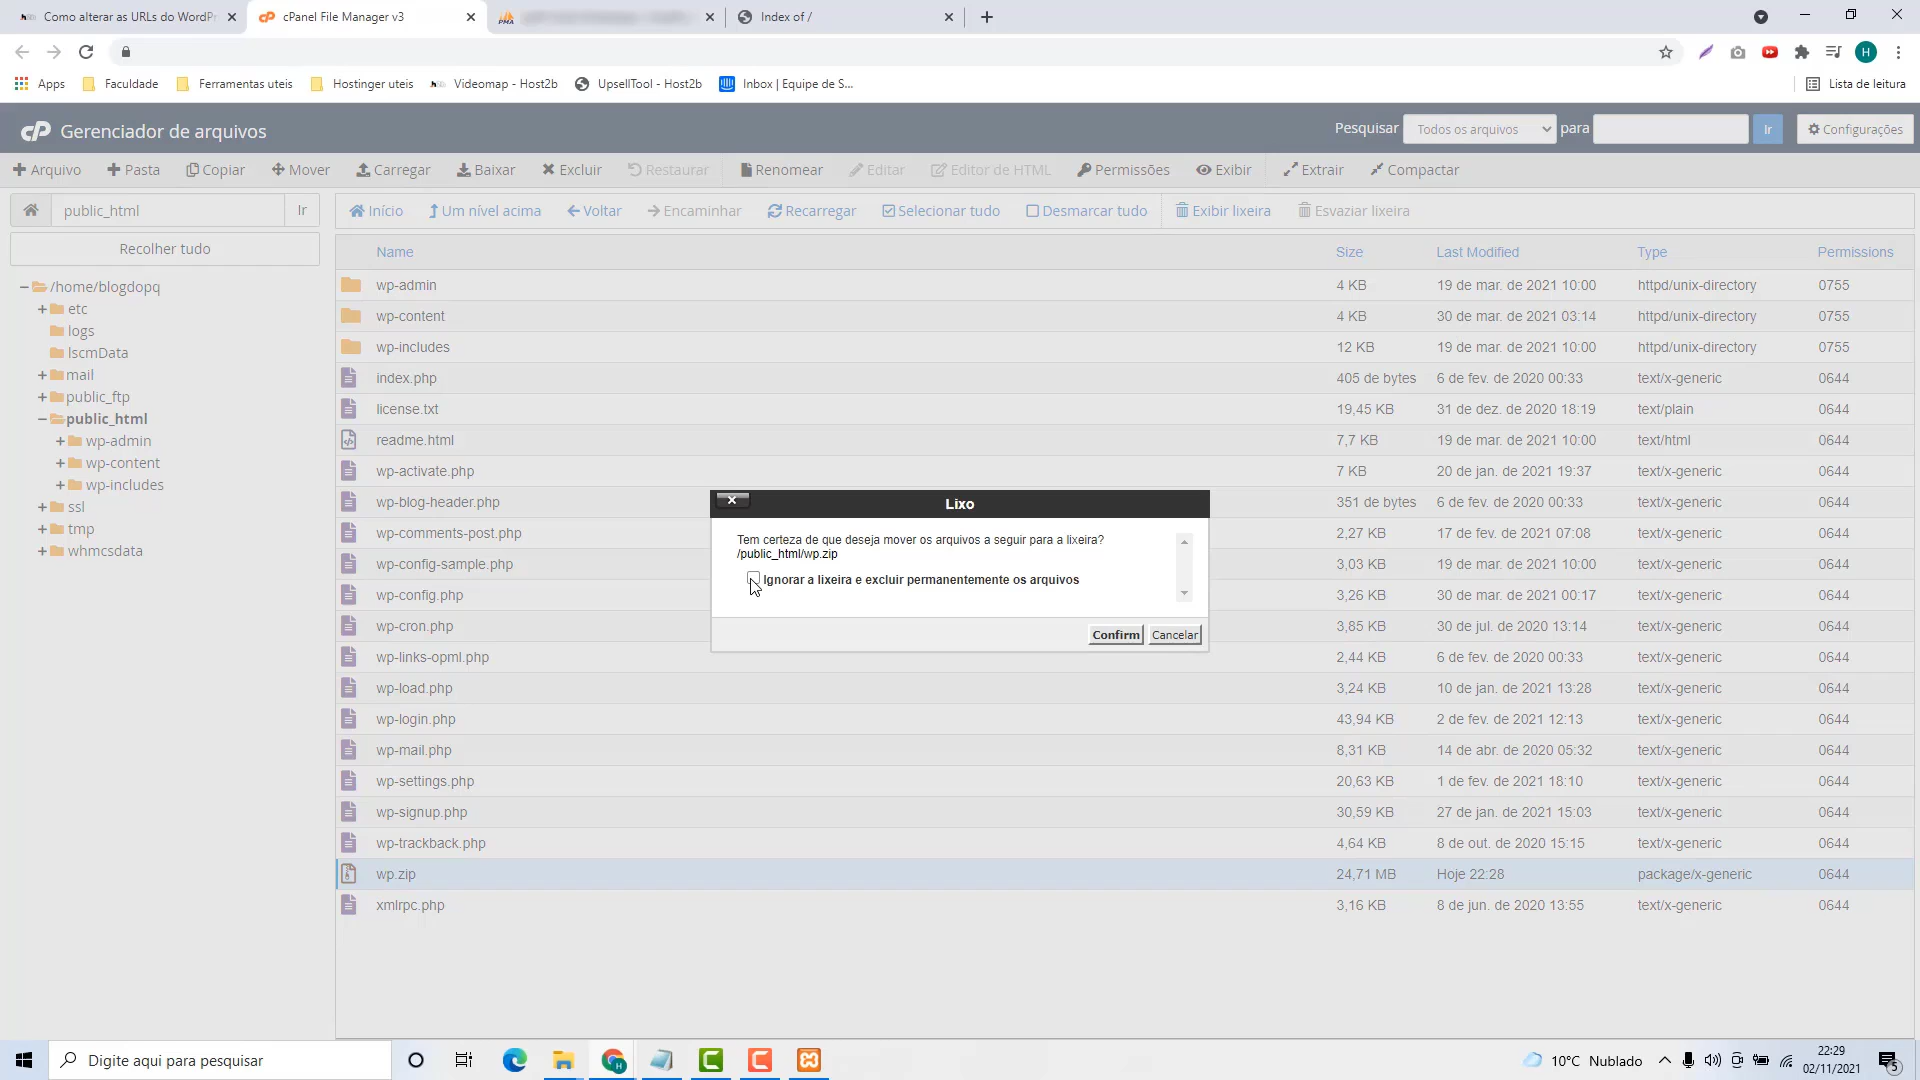 Como alterar as URLs do WordPr
cPanel File Manager v3
Index of /
Apps
Faculdade
Ferramentas uteis
Hostinger uteis
Videomap - Host2b
UpsellTool - Host2b
Inbox | Equipe de S...
Lista de leitura
cP Gerenciador de arquivos
Pesquisar Todos os arquivos para Ir Configurações
Arquivo Pasta Copiar Mover Carregar Baixar Excluir Restaurar Renomear Editar Editor de HTML Permissões Exibir Extrair Compactar
public_html Ir
Início Um nível acima Voltar Encaminhar Recarregar Selecionar tudo Desmarcar tudo Exibir lixeira Esvaziar lixeira
Recolher tudo
/home/blogdopq
etc
logs
lscmData
mail
public_ftp
public_html
wp-admin
wp-content
wp-includes
ssl
tmp
whmcsdata
Name Size Last Modified Type Permissions
wp-admin 4 KB 19 de mar. de 2021 10:00 httpd/unix-directory 0755
wp-content 4 KB 30 de mar. de 2021 03:14 httpd/unix-directory 0755
wp-includes 12 KB 19 de mar. de 2021 10:00 httpd/unix-directory 0755
index.php 405 de bytes 6 de fev. de 2020 00:33 text/x-generic 0644
license.txt 19,45 KB 31 de dez. de 2020 18:19 text/plain 0644
readme.html 7,7 KB 19 de mar. de 2021 10:00 text/html 0644
wp-activate.php 7 KB 20 de jan. de 2021 19:37 text/x-generic 0644
wp-blog-header.php 351 de bytes 6 de fev. de 2020 00:33 text/x-generic 0644
wp-comments-post.php 2,27 KB 17 de fev. de 2021 07:08 text/x-generic 0644
wp-config-sample.php 3,03 KB 19 de mar. de 2021 10:00 text/x-generic 0644
wp-config.php 3,26 KB 30 de mar. de 2021 00:17 text/x-generic 0644
wp-cron.php 3,85 KB 30 de jul. de 2020 13:14 text/x-generic 0644
wp-links-opml.php 2,44 KB 6 de fev. de 2020 00:33 text/x-generic 0644
wp-load.php 3,24 KB 10 de jan. de 2021 13:28 text/x-generic 0644
wp-login.php 43,94 KB 2 de fev. de 2021 12:13 text/x-generic 0644
wp-mail.php 8,31 KB 14 de abr. de 2020 05:32 text/x-generic 0644
wp-settings.php 20,63 KB 1 de fev. de 2021 18:10 text/x-generic 0644
wp-signup.php 30,59 KB 27 de jan. de 2021 15:03 text/x-generic 0644
wp-trackback.php 4,64 KB 8 de out. de 2020 15:15 text/x-generic 0644
wp.zip 24,71 MB Hoje 22:28 package/x-generic 0644
xmlrpc.php 3,16 KB 8 de jun. de 2020 13:55 text/x-generic 0644
Lixo
Tem certeza de que deseja mover os arquivos a seguir para a lixeira?
/public_html/wp.zip
Ignorar a lixeira e excluir permanentemente os arquivos
Confirm Cancelar
Digite aqui para pesquisar
10°C Nublado
22:29
02/11/2021
5